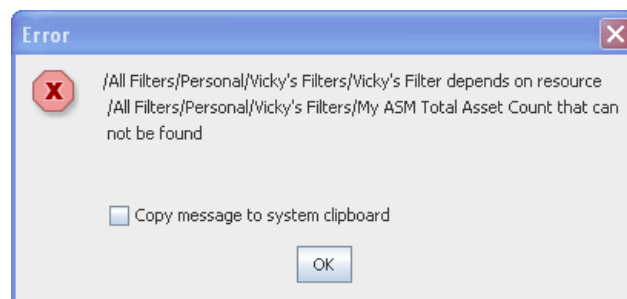 Error
/All Filters/Personal/Vicky's Filters/Vicky's Filter depends on resource
/All Filters/Personal/Vicky's Filters/My ASM Total Asset Count that can
not be found
Copy message to system clipboard
OK